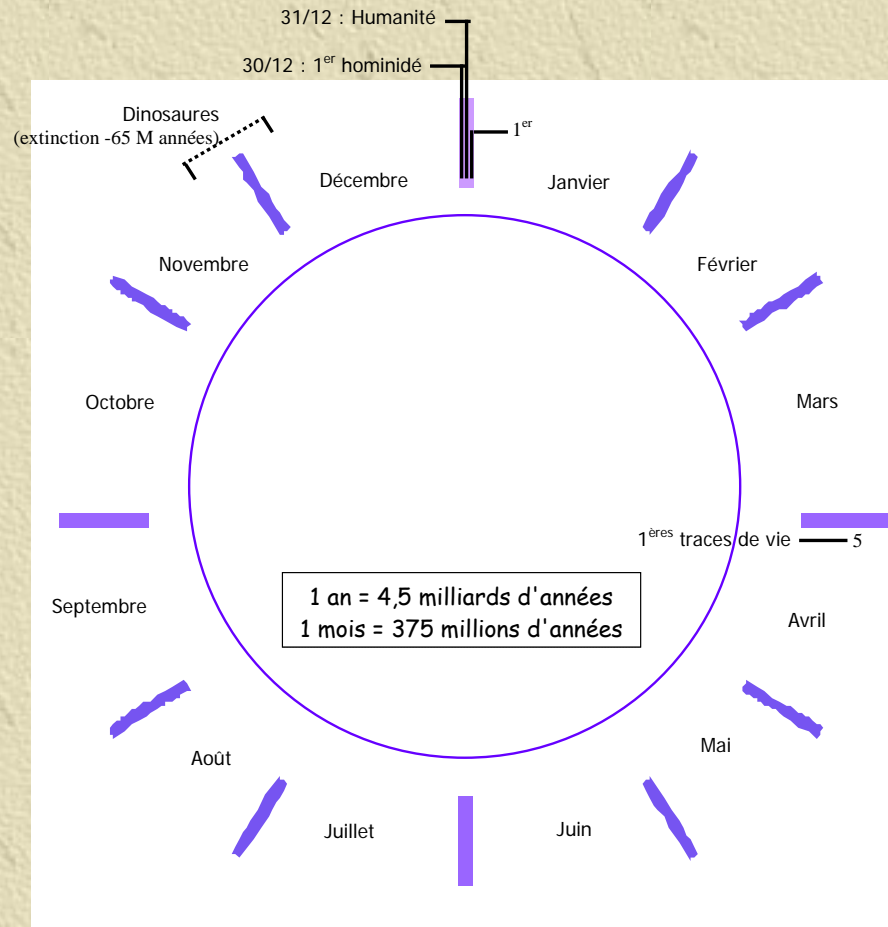 31/12 : Humanité
30/12 : 1er hominidé
Dinosaures
(extinction -65 M années)
1er
Décembre
Janvier
Novembre
Février
Octobre
Mars
1ères traces de vie
5
1 an = 4,5 milliards d'années
1 mois = 375 millions d'années
Septembre
Avril
Mai
Août
Juillet
Juin